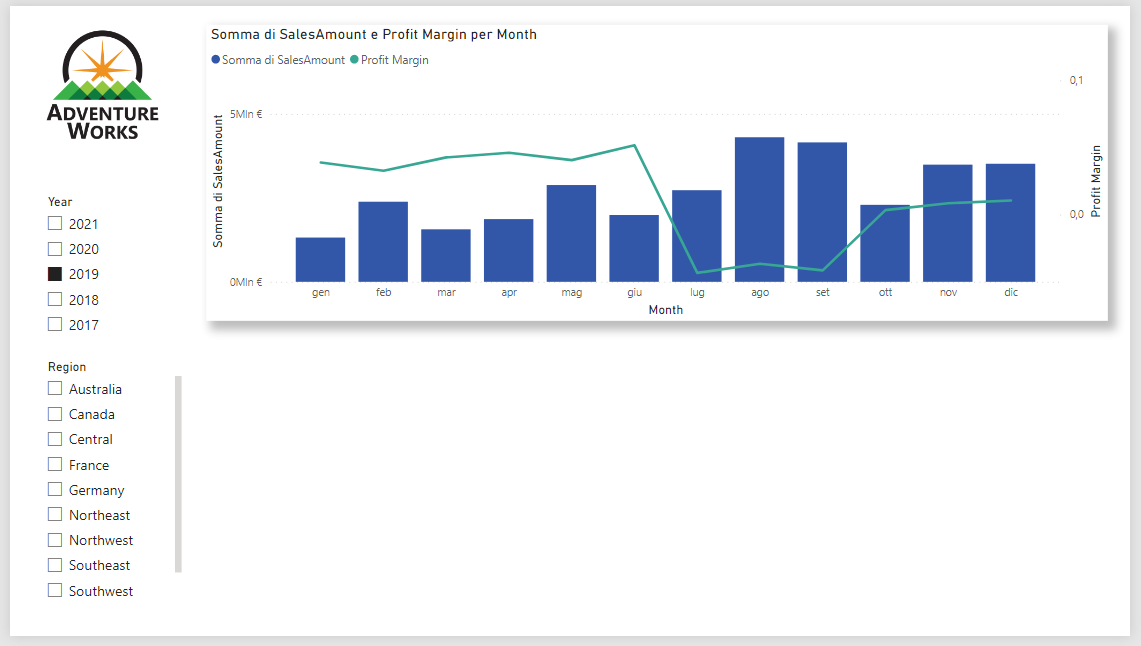 ADVENTURE
WORKS
Somma di SalesAmount e Profit Margin per Month
Somma di SalesAmount Profit Margin
Somma di SalesAmount
5Mln €
0Mln €
0,1
0,0
Profit Margin
gen feb mar apr mag giu lug ago set ott nov dic
Month
Year
2021
2020
2019
2018
2017
Region
Australia
Canada
Central
France
Germany
Northeast
Northwest
Southeast
Southwest